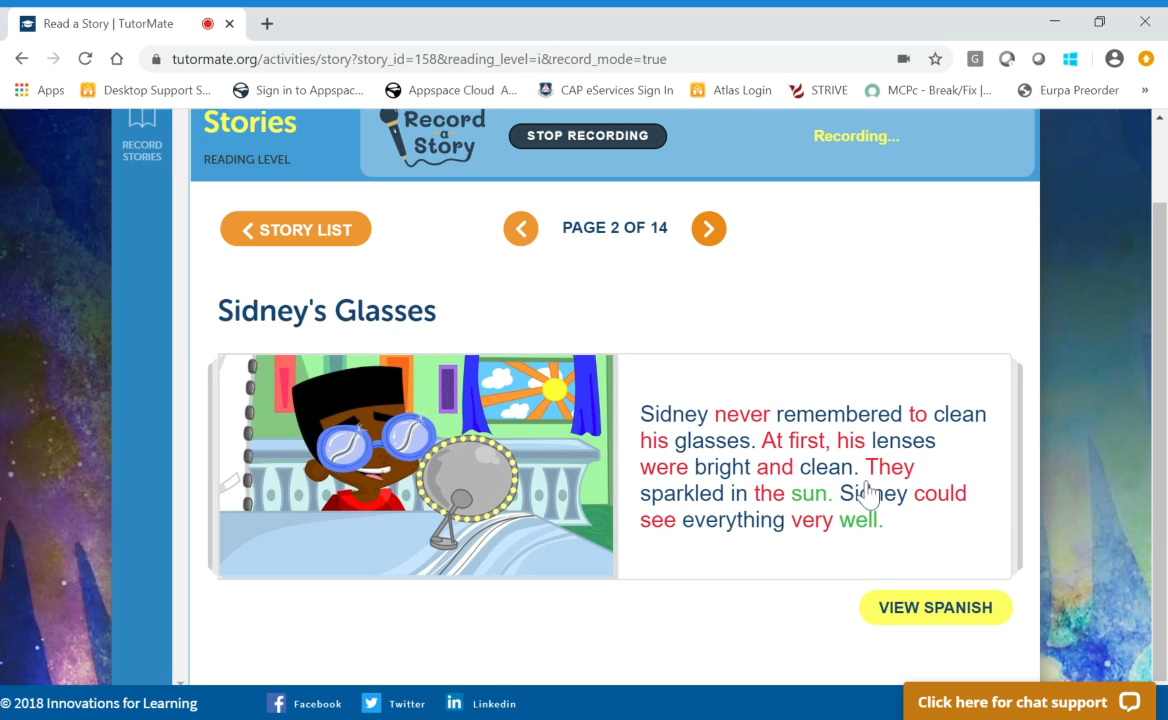 Read a Story | TutorMate
tutormate.org/activities/story?story_id=158&reading_level=i&record_mode=true
G
Apps Desktop Support S... Sign in to Appspac... Appspace Cloud A... CAP eServices Sign In Atlas Login STRIVE MCPc - Break/Fix |... Eurpa Preorder »
RECORD
STORIES
Stories
READING LEVEL
Record
a
Story
STOP RECORDING
Recording...
STORY LIST
PAGE 2 OF 14
Sidney's Glasses
Sidney never remembered to clean
his glasses. At first, his lenses
were bright and clean. They
sparkled in the sun. Sidney could
see everything very well.
VIEW SPANISH
© 2018 Innovations for Learning Facebook Twitter in Linkedin
Click here for chat support